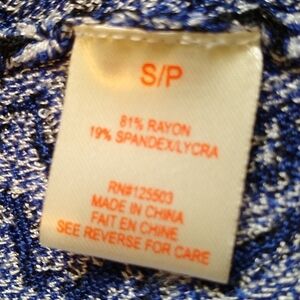 S/P
81% RAYON
19% SPANDEX/LYCRA
RN#125503
MADE IN CHINA
FAIT EN CHINE
SEE REVERSE FOR CARE